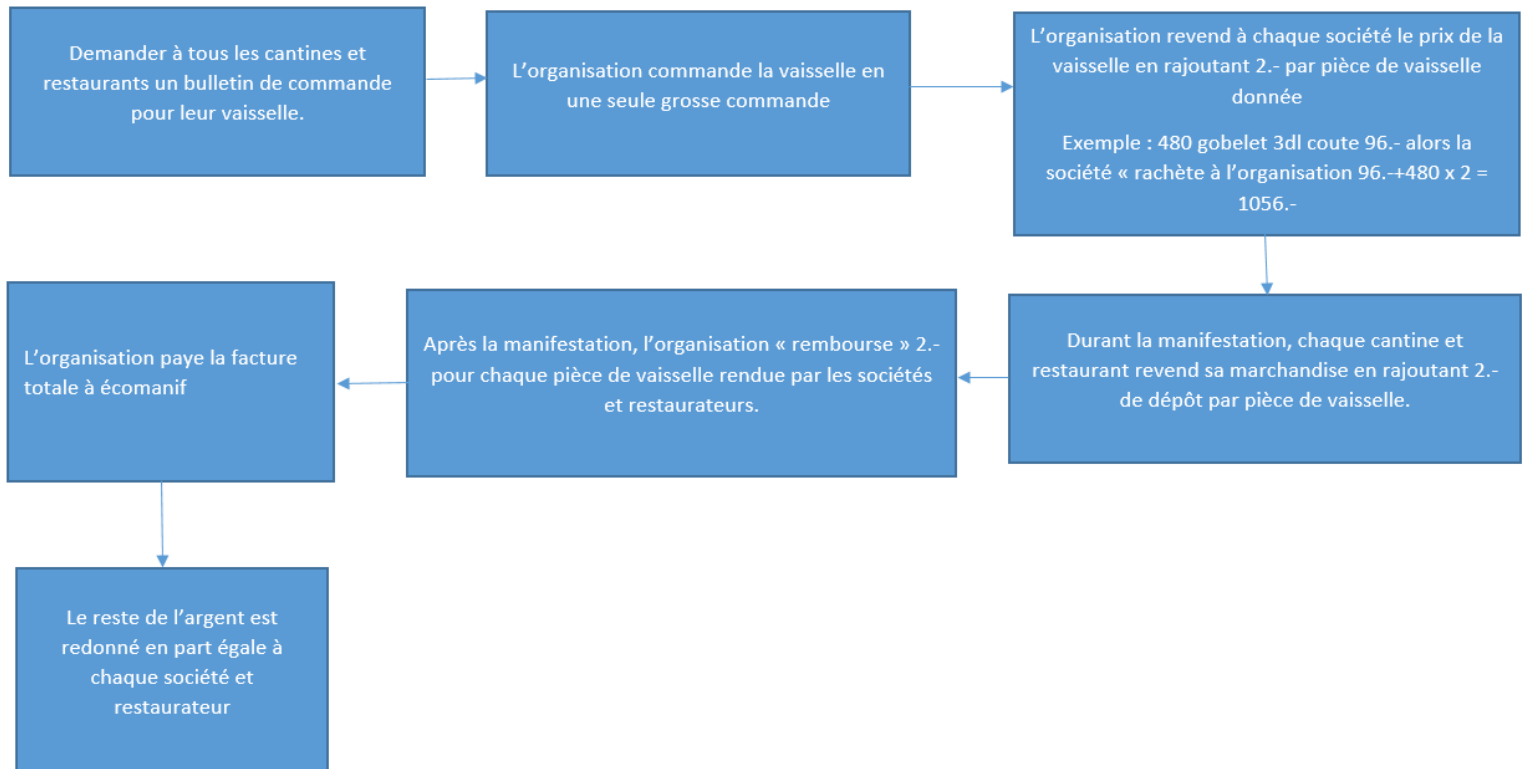 Demander à tous les cantines et
restaurants un bulletin de commande
pour leur vaisselle.
L’organisation commande la vaisselle en
une seule grosse commande
L’organisation revend à chaque société le prix de la
vaisselle en rajoutant 2.- par pièce de vaisselle
donnée
Exemple : 480 gobelet 3dl coute 96.- alors la
société « rachète à l’organisation 96.-+480 x 2 =
1056.-
Durant la manifestation, chaque cantine et
restaurant revend sa marchandise en rajoutant 2.-
de dépôt par pièce de vaisselle.
Après la manifestation, l’organisation « rembourse » 2.-
pour chaque pièce de vaisselle rendue par les sociétés
et restaurateurs.
L’organisation paye la facture
totale à écomanif
Le reste de l’argent est
redonné en part égale à
chaque société et
restaurateur